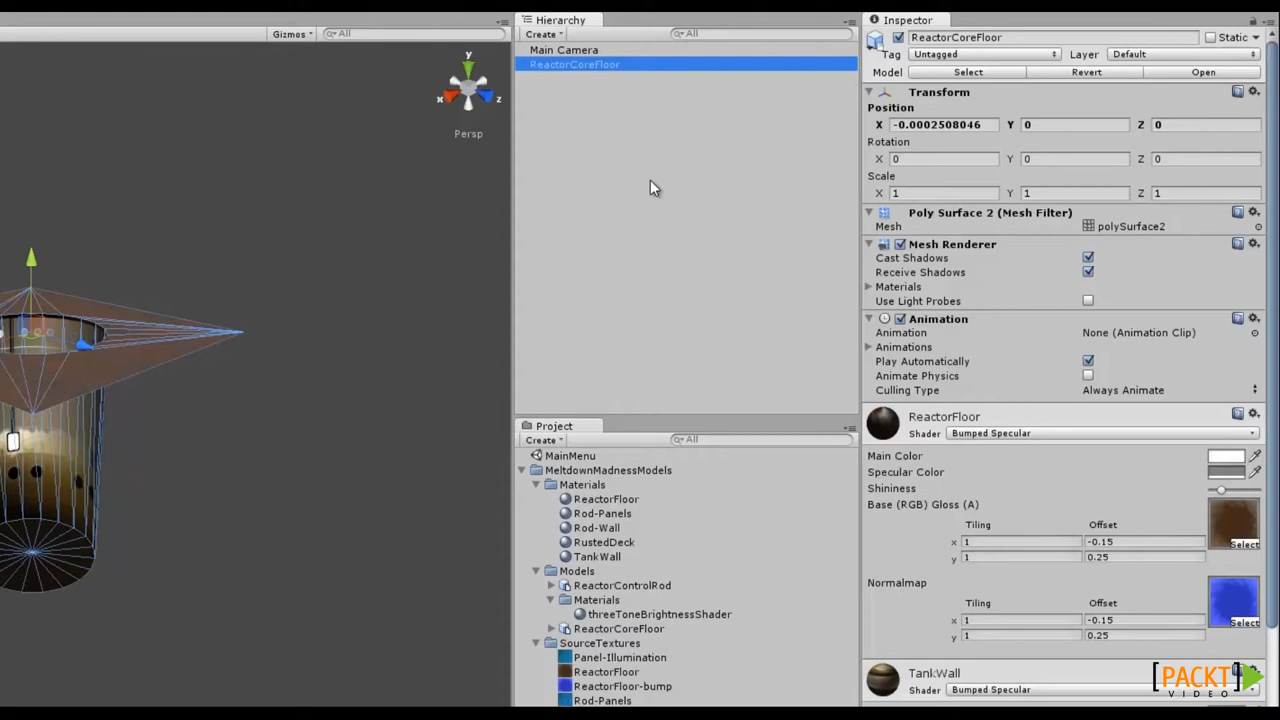 Gizmos All
y
x z
Persp
Hierarchy
Create All
Main Camera
ReactorCoreFloor
Project
Create All
MainMenu
MeltdownMadnessModels
Materials
ReactorFloor
Rod-Panels
Rod-Wall
RustedDeck
TankWall
Models
ReactorControlRod
Materials
threeToneBrightnessShader
ReactorCoreFloor
SourceTextures
Panel-Illumination
ReactorFloor
ReactorFloor-bump
Rod-Panels
Inspector
ReactorCoreFloor Static
Tag Untagged Layer Default
Model Select Revert Open
Transform
Position
X -0.0002508046 Y 0 Z 0
Rotation
X 0 Y 0 Z 0
Scale
X 1 Y 1 Z 1
Poly Surface 2 (Mesh Filter)
Mesh polySurface2
Mesh Renderer
Cast Shadows
Receive Shadows
Materials
Use Light Probes
Animation
Animation None (Animation Clip)
Animations
Play Automatically
Animate Physics
Culling Type Always Animate
ReactorFloor
Shader Bumped Specular
Main Color
Specular Color
Shininess
Base (RGB) Gloss (A)
Tiling Offset
x 1 -0.15
y 1 0.25
Select
Normalmap
Tiling Offset
x 1 -0.15
y 1 0.25
Select
TankWall
Shader Bumped Specular
[PACKT]
VIDEO